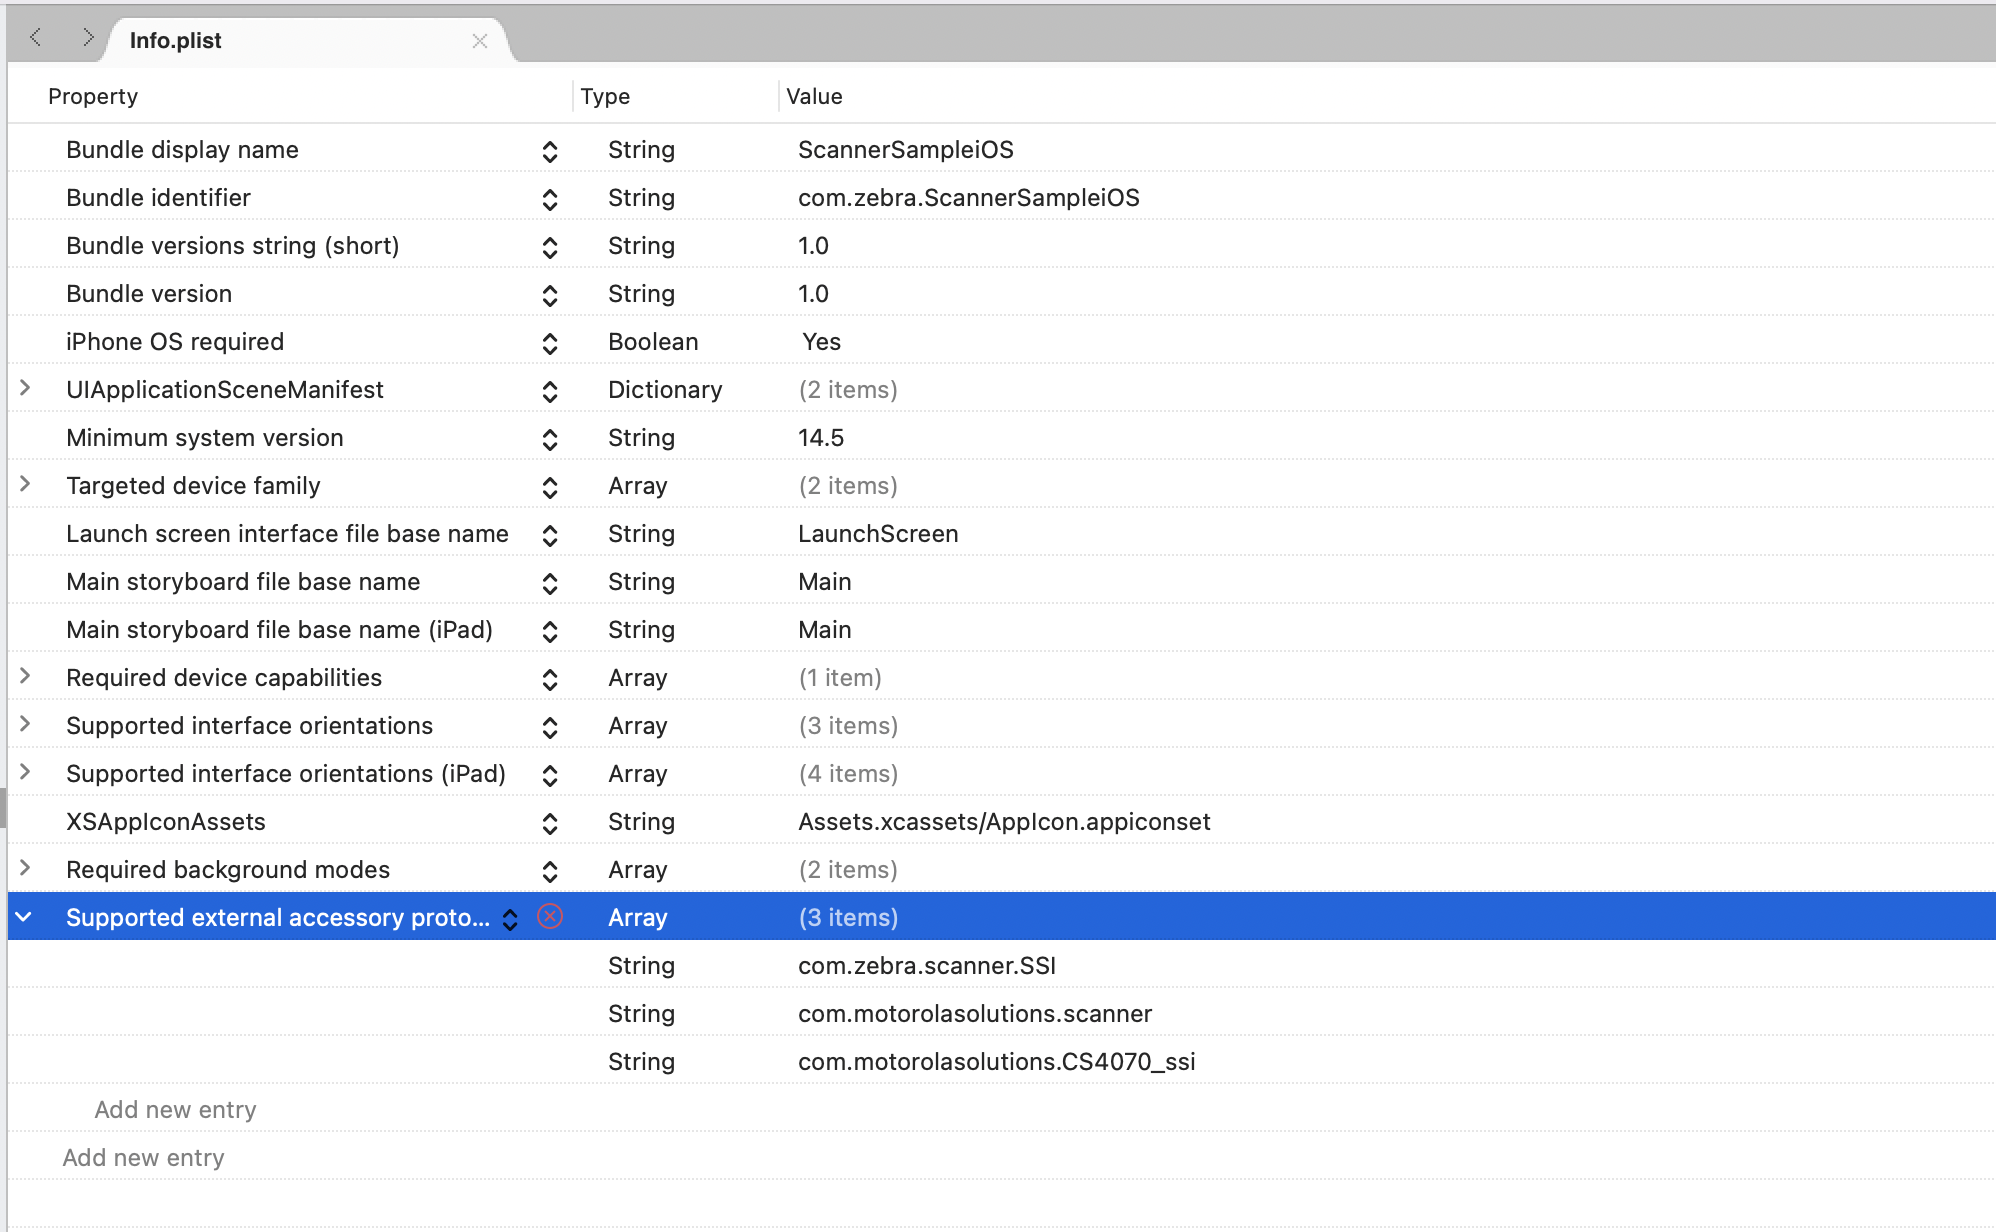 Info.plist
Property Type Value
Bundle display name String ScannerSampleiOS
Bundle identifier String com.zebra.ScannerSampleiOS
Bundle versions string (short) String 1.0
Bundle version String 1.0
iPhone OS required Boolean Yes
UIApplicationSceneManifest Dictionary (2 items)
Minimum system version String 14.5
Targeted device family Array (2 items)
Launch screen interface file base name String LaunchScreen
Main storyboard file base name String Main
Main storyboard file base name (iPad) String Main
Required device capabilities Array (1 item)
Supported interface orientations Array (3 items)
Supported interface orientations (iPad) Array (4 items)
XSAppIconAssets String Assets.xcassets/AppIcon.appiconset
Required background modes Array (2 items)
Supported external accessory proto... Array (3 items)
String com.zebra.scanner.SSI
String com.motorolasolutions.scanner
String com.motorolasolutions.CS4070_ssi
Add new entry
Add new entry